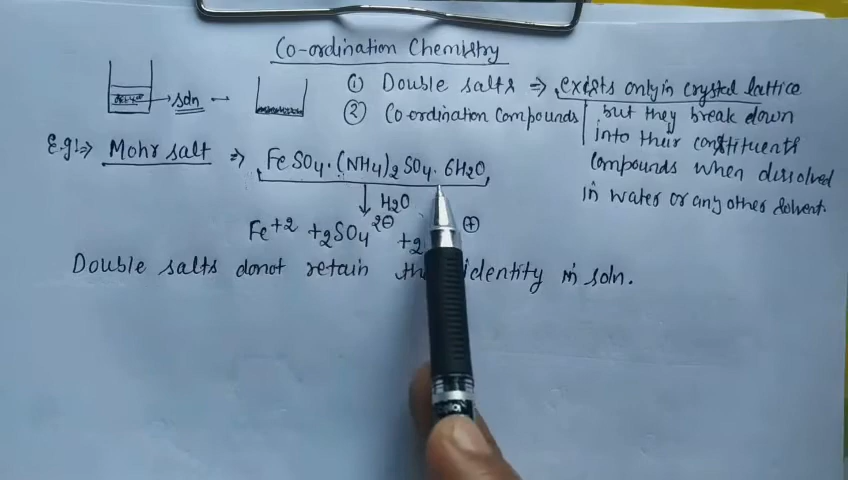 Co-ordination Chemistry
→ soln →
① Double salts ⇒ exists only in crystal lattice
② Co ordination compounds
but they break down
into their constituents
compounds when dissolved
in water or any other solvent.
E.g!⇒ Mohr salt ⇒ FeSO4·(NH4)2SO4·6H2O
↓ H2O
Fe+2 + 2SO4 2⊖ + 2 ⊕
Double salts donot retain the identity in soln.